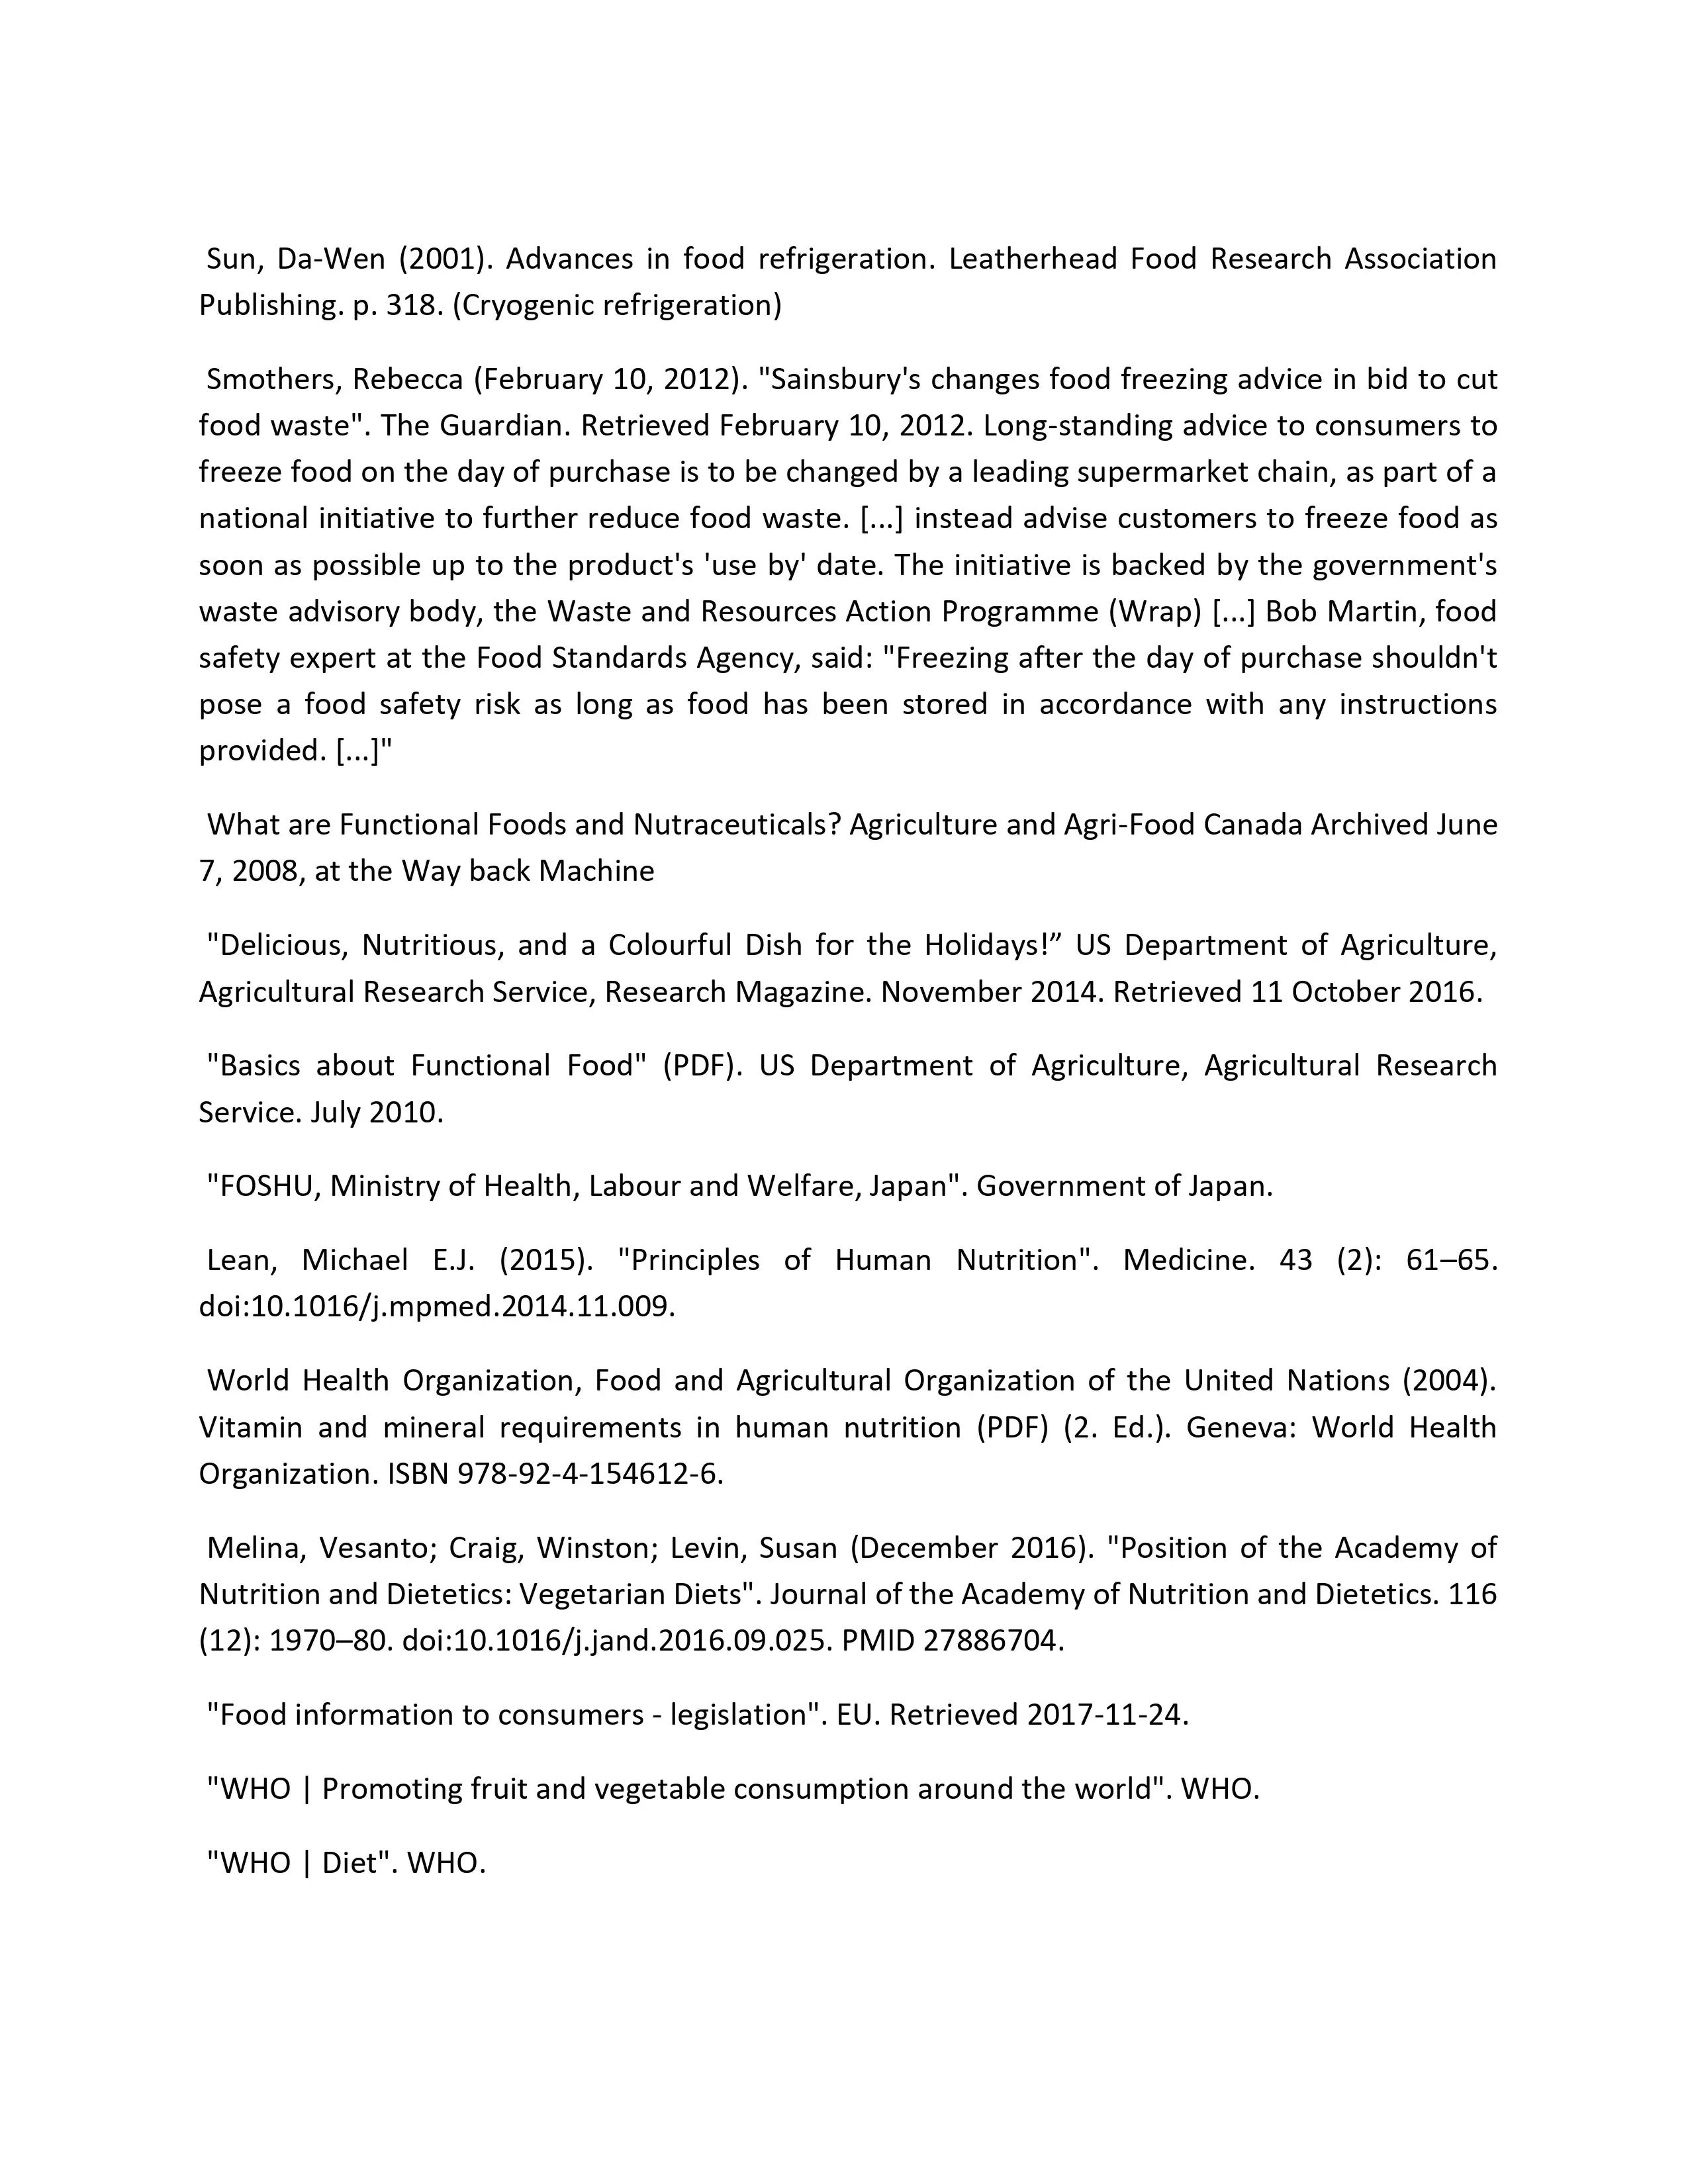 Sun, Da-Wen (2001). Advances in food refrigeration. Leatherhead Food Research Association
Publishing. p. 318. (Cryogenic refrigeration)
Smothers, Rebecca (February 10, 2012). "Sainsbury's changes food freezing advice in bid to cut
food waste". The Guardian. Retrieved February 10, 2012. Long-standing advice to consumers to
freeze food on the day of purchase is to be changed by a leading supermarket chain, as part of a
national initiative to further reduce food waste. [...] instead advise customers to freeze food as
soon as possible up to the product's 'use by' date. The initiative is backed by the government's
waste advisory body, the Waste and Resources Action Programme (Wrap) [...] Bob Martin, food
safety expert at the Food Standards Agency, said: "Freezing after the day of purchase shouldn't
pose a food safety risk as long as food has been stored in accordance with any instructions
provided. [...]"
What are Functional Foods and Nutraceuticals? Agriculture and Agri-Food Canada Archived June
7, 2008, at the Way back Machine
"Delicious, Nutritious, and a Colourful Dish for the Holidays!” US Department of Agriculture,
Agricultural Research Service, Research Magazine. November 2014. Retrieved 11 October 2016.
"Basics about Functional Food" (PDF). US Department of Agriculture, Agricultural Research
Service. July 2010.
"FOSHU, Ministry of Health, Labour and Welfare, Japan". Government of Japan.
Lean, Michael E.J. (2015). "Principles of Human Nutrition". Medicine. 43 (2): 61–65.
doi:10.1016/j.mpmed.2014.11.009.
World Health Organization, Food and Agricultural Organization of the United Nations (2004).
Vitamin and mineral requirements in human nutrition (PDF) (2. Ed.). Geneva: World Health
Organization. ISBN 978-92-4-154612-6.
Melina, Vesanto; Craig, Winston; Levin, Susan (December 2016). "Position of the Academy of
Nutrition and Dietetics: Vegetarian Diets". Journal of the Academy of Nutrition and Dietetics. 116
(12): 1970–80. doi:10.1016/j.jand.2016.09.025. PMID 27886704.
"Food information to consumers - legislation". EU. Retrieved 2017-11-24.
"WHO | Promoting fruit and vegetable consumption around the world". WHO.
"WHO | Diet". WHO.